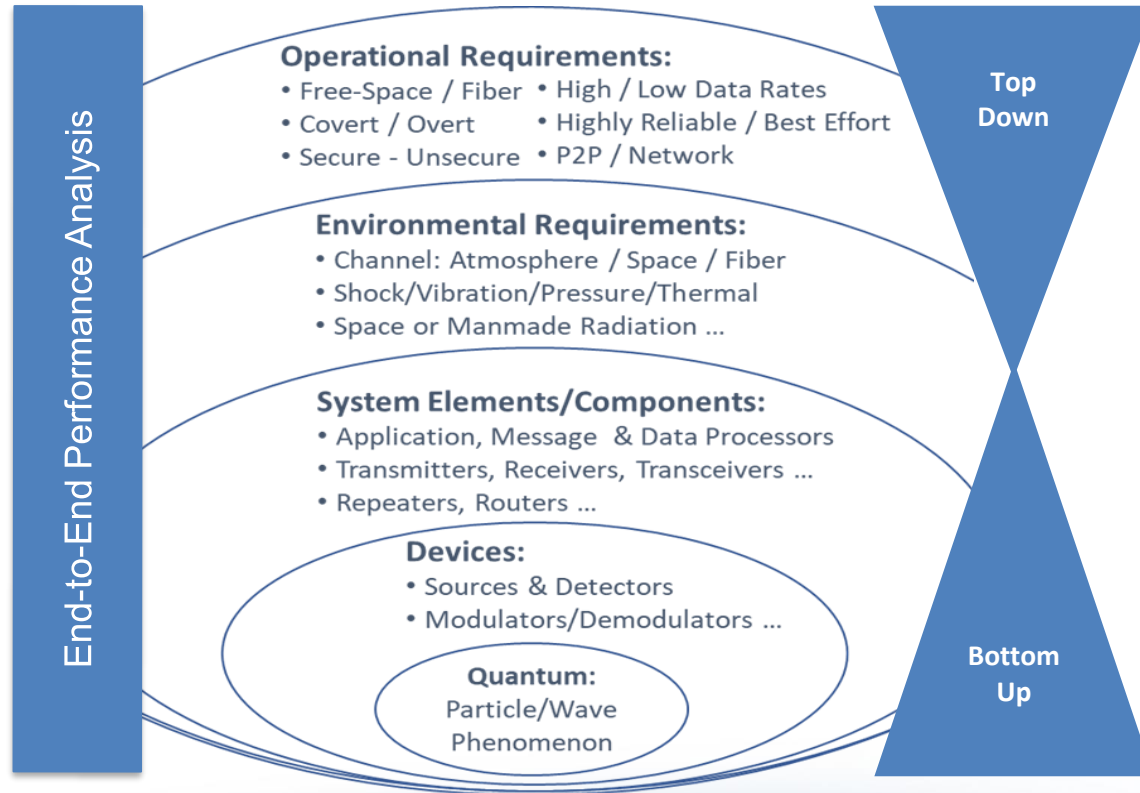 End-to-End Performance Analysis
Operational Requirements:
• Free-Space / Fiber • High / Low Data Rates
• Covert / Overt • Highly Reliable / Best Effort
• Secure - Unsecure • P2P / Network
Environmental Requirements:
• Channel: Atmosphere / Space / Fiber
• Shock/Vibration/Pressure/Thermal
• Space or Manmade Radiation ...
System Elements/Components:
• Application, Message & Data Processors
• Transmitters, Receivers, Transceivers ...
• Repeaters, Routers ...
Devices:
• Sources & Detectors
• Modulators/Demodulators ...
Quantum:
Particle/Wave
Phenomenon
Top
Down
Bottom
Up